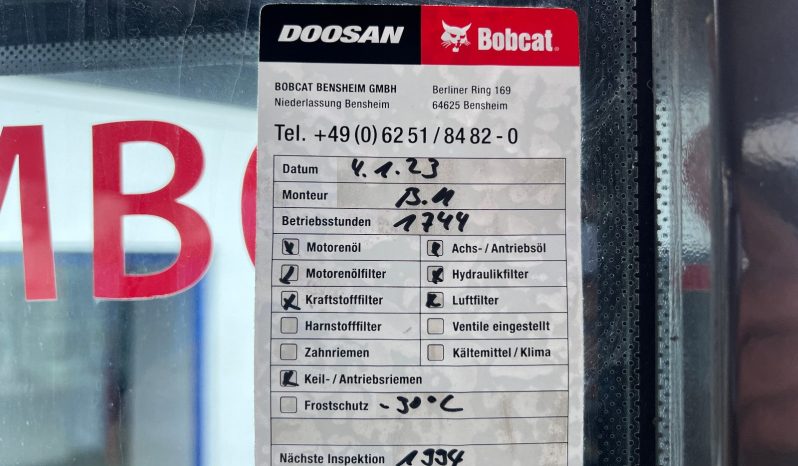 DOOSAN Bobcat
BOBCAT BENSHEIM GMBH Berliner Ring 169
Niederlassung Bensheim 64625 Bensheim
Tel. +49 (0) 62 51 / 84 82 - 0
Datum 4.1.23
Monteur B.M
Betriebsstunden 1744
Motorenöl Achs- / Antriebsöl
Motorenölfilter Hydraulikfilter
Kraftstofffilter Luftfilter
Harnstofffilter Ventile eingestellt
Zahnriemen Kältemittel / Klima
Keil- / Antriebsriemen
Frostschutz -30°C
Nächste Inspektion 1994
MB